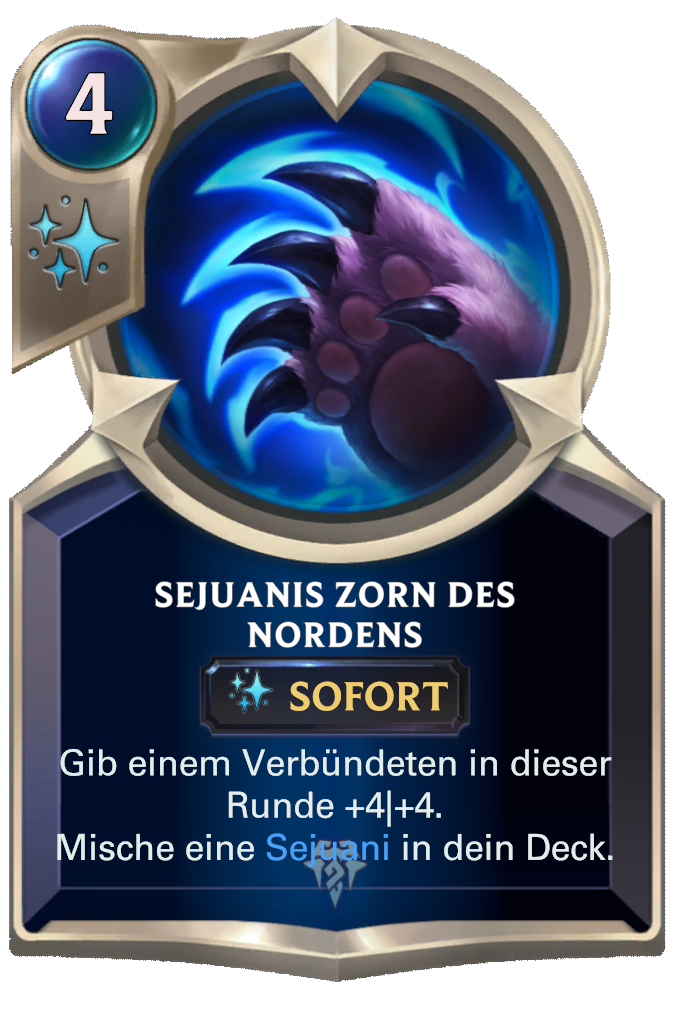 4
SEJUANIS ZORN DES
NORDENS
SOFORT
Gib einem Verbündeten in dieser
Runde +4|+4.
Mische eine Sejuani in dein Deck.